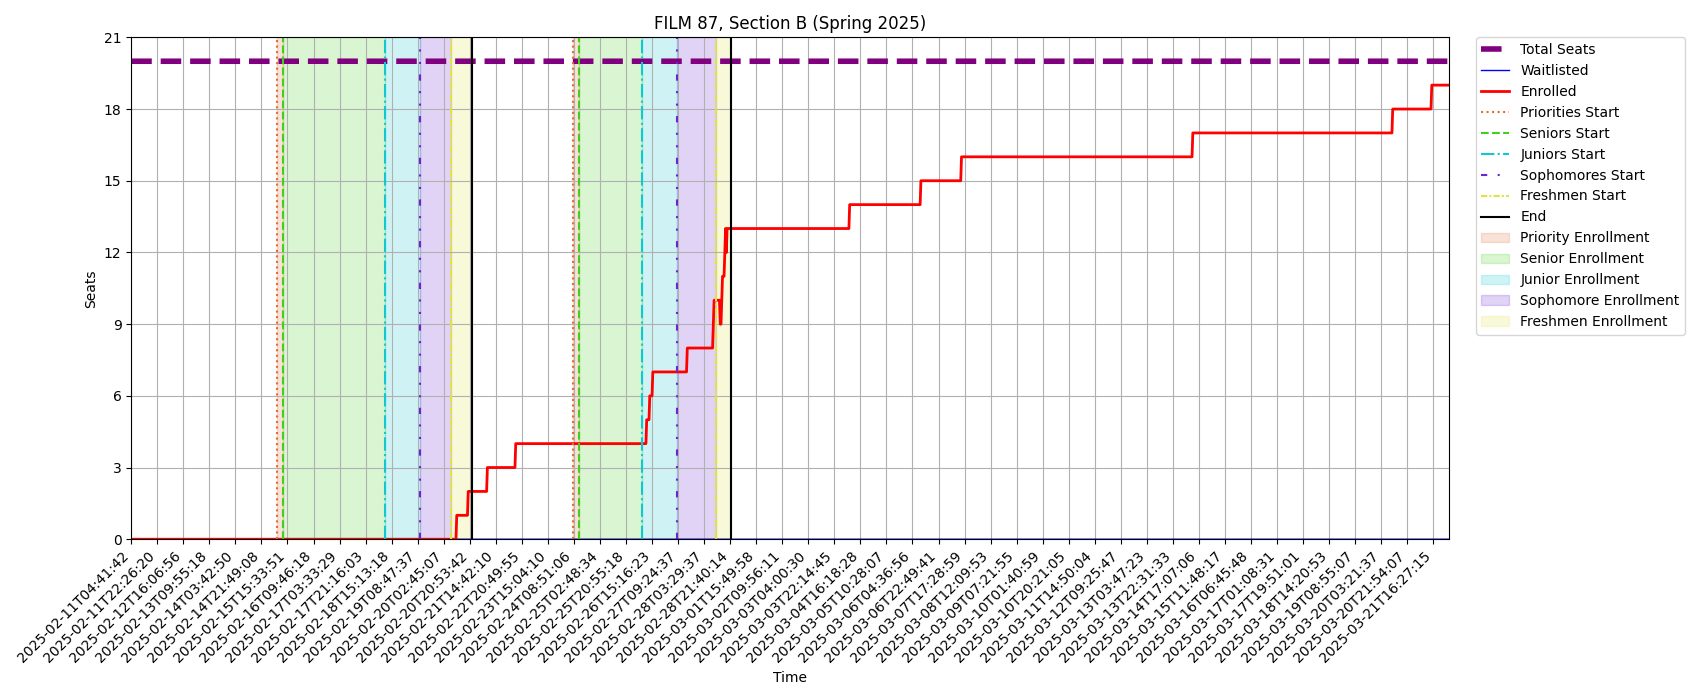 FILM 87, Section B (Spring 2025)
Seats
21
18
15
12
9
6
3
0
2025-02-11T04:41:42
2025-02-11T22:26:20
2025-02-12T16:06:56
2025-02-13T09:55:18
2025-02-14T03:42:50
2025-02-14T21:49:08
2025-02-15T15:33:51
2025-02-16T09:46:18
2025-02-17T03:33:29
2025-02-17T21:16:03
2025-02-18T15:13:18
2025-02-19T08:47:37
2025-02-20T02:45:07
2025-02-20T20:53:42
2025-02-21T14:42:10
2025-02-22T20:49:55
2025-02-23T15:04:10
2025-02-24T08:51:06
2025-02-25T02:48:34
2025-02-25T20:55:18
2025-02-26T15:16:23
2025-02-27T09:24:37
2025-02-28T03:29:37
2025-02-28T21:40:14
2025-03-01T15:49:58
2025-03-02T09:56:11
2025-03-03T04:00:30
2025-03-03T22:14:45
2025-03-04T16:18:28
2025-03-05T10:28:07
2025-03-06T04:36:56
2025-03-06T22:49:41
2025-03-07T17:28:59
2025-03-08T12:09:53
2025-03-09T07:21:55
2025-03-10T01:40:59
2025-03-10T20:21:05
2025-03-11T14:50:04
2025-03-12T09:25:47
2025-03-13T03:47:23
2025-03-13T22:31:33
2025-03-14T17:07:06
2025-03-15T11:48:17
2025-03-16T06:45:48
2025-03-17T01:08:31
2025-03-17T19:51:01
2025-03-18T14:20:53
2025-03-19T08:55:07
2025-03-20T03:21:37
2025-03-20T21:54:07
2025-03-21T16:27:15
Time
Total Seats
Waitlisted
Enrolled
Priorities Start
Seniors Start
Juniors Start
Sophomores Start
Freshmen Start
End
Priority Enrollment
Senior Enrollment
Junior Enrollment
Sophomore Enrollment
Freshmen Enrollment